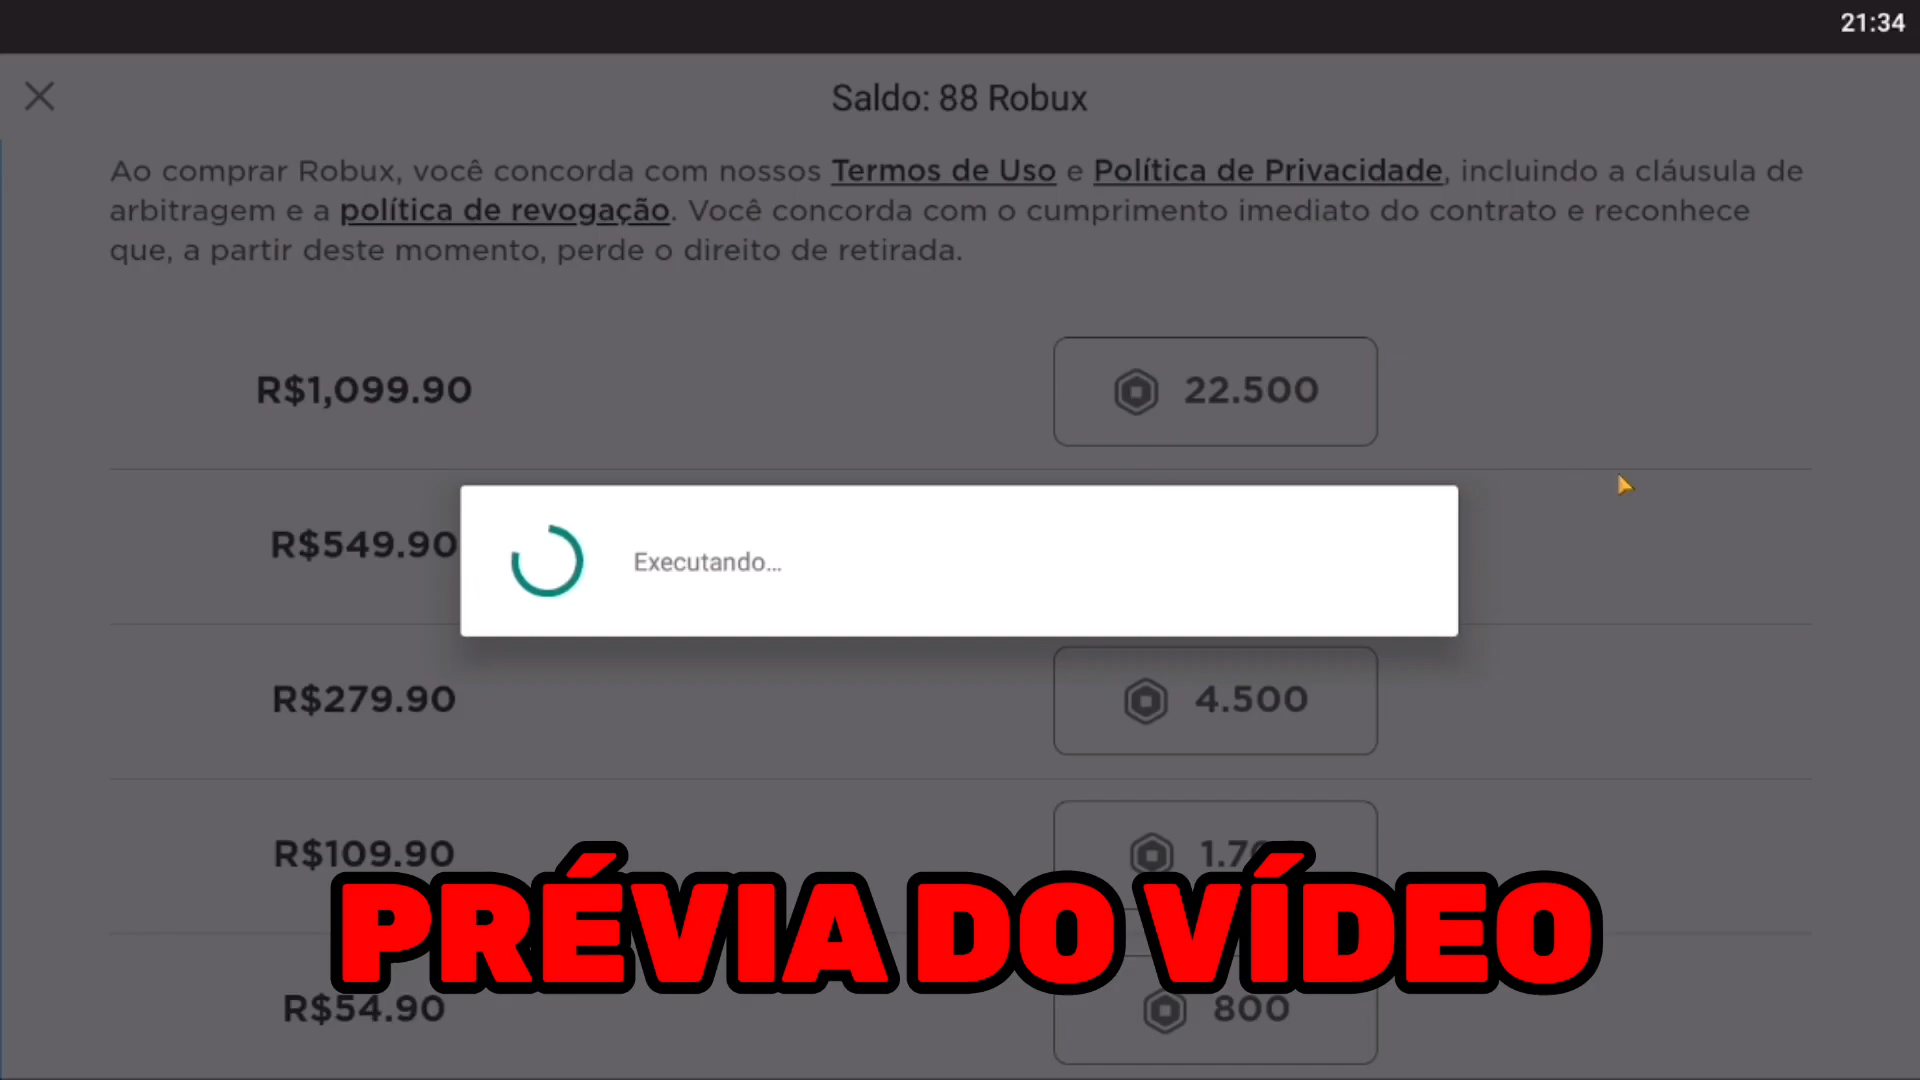 21:34
Saldo: 88 Robux
Ao comprar Robux, você concorda com nossos Termos de Uso e Política de Privacidade, incluindo a cláusula de
arbitragem e a política de revogação. Você concorda com o cumprimento imediato do contrato e reconhece
que, a partir deste momento, perde o direito de retirada.
R$1,099.90 22.500
R$549.90
Executando...
R$279.90 4.500
R$109.90
PRÉVIA DO VÍDEO
R$54.90 800